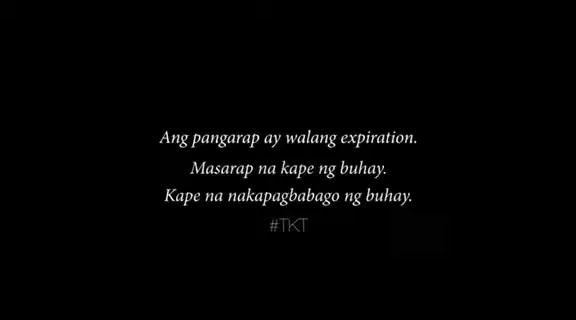 Ang pangarap ay walang expiration.
Masarap na kape ng buhay.
Kape na nakapagbabago ng buhay.
#TKT